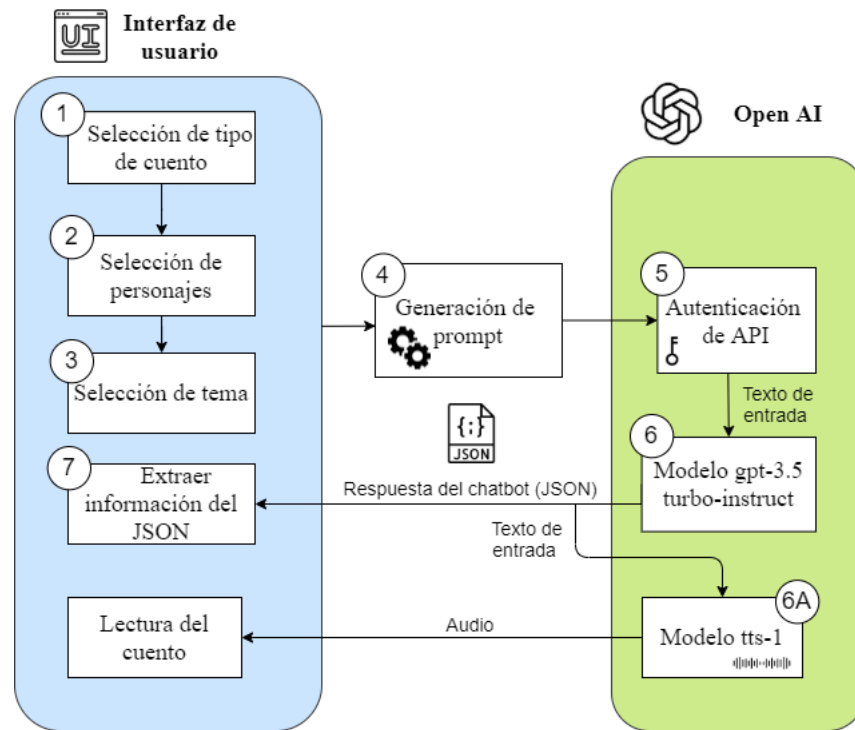 UI
Interfaz de
usuario
1
Selección de tipo
de cuento
2
Selección de
personajes
3
Selección de tema
4
Generación de
prompt
Open AI
5
Autenticación
de API
Texto de
entrada
6
Modelo gpt-3.5
turbo-instruct
{;}
JSON
Respuesta del chatbot (JSON)
7
Extraer
información del
JSON
Texto de
entrada
6A
Modelo tts-1
Audio
Lectura del
cuento